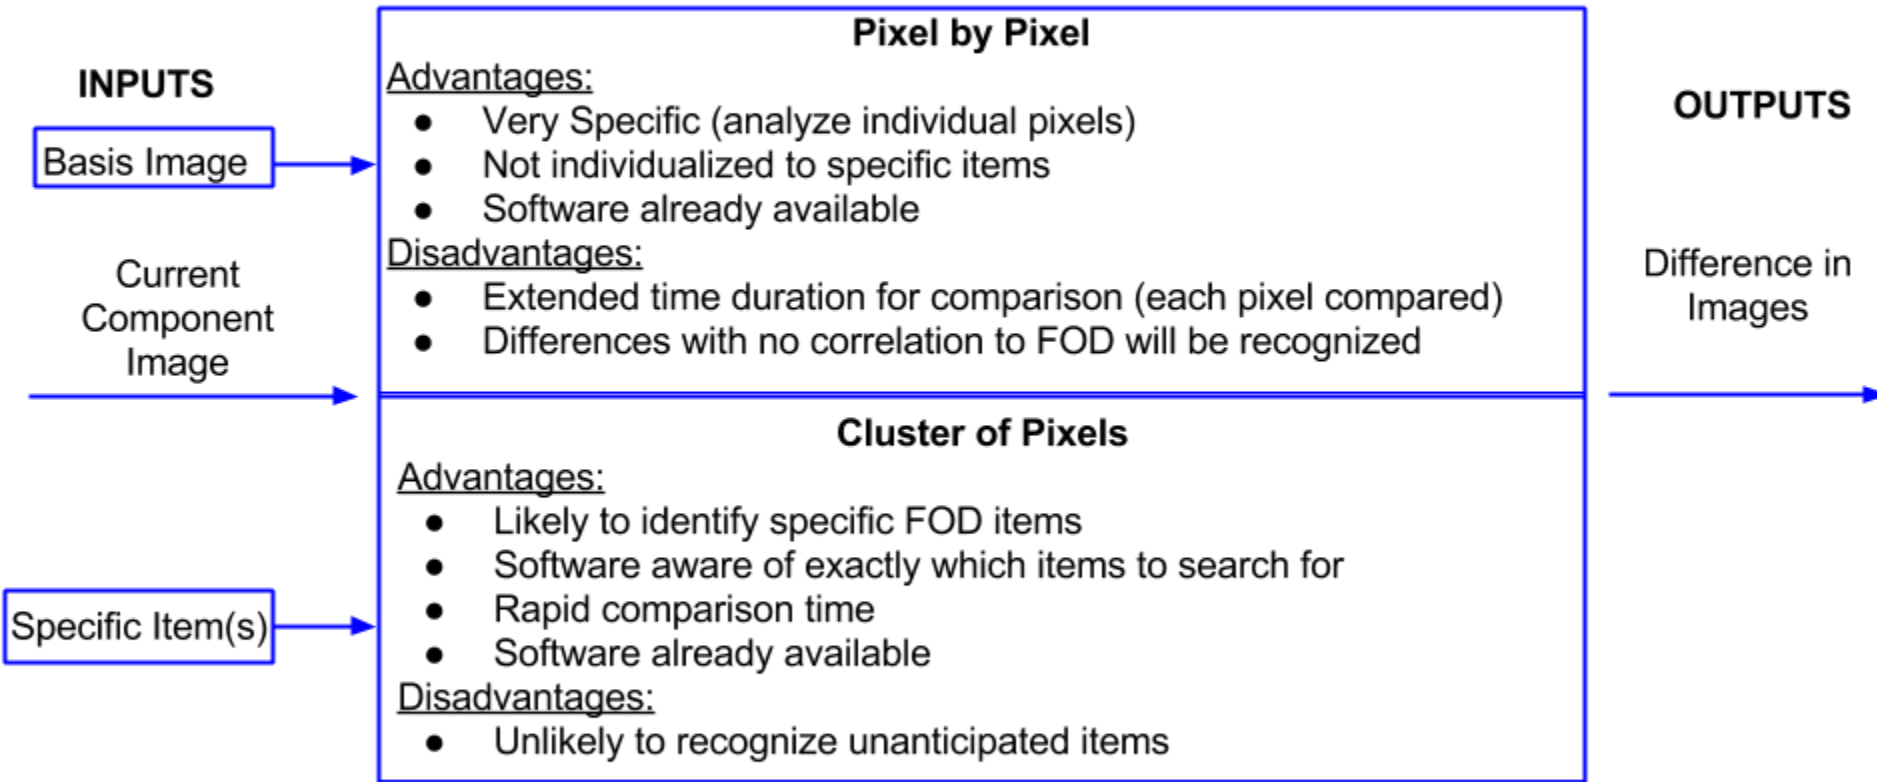 INPUTS
Basis Image
Current
Component
Image
Specific Item(s)
Pixel by Pixel
Advantages:
● Very Specific (analyze individual pixels)
● Not individualized to specific items
● Software already available
Disadvantages:
● Extended time duration for comparison (each pixel compared)
● Differences with no correlation to FOD will be recognized
Cluster of Pixels
Advantages:
● Likely to identify specific FOD items
● Software aware of exactly which items to search for
● Rapid comparison time
● Software already available
Disadvantages:
● Unlikely to recognize unanticipated items
OUTPUTS
Difference in
Images